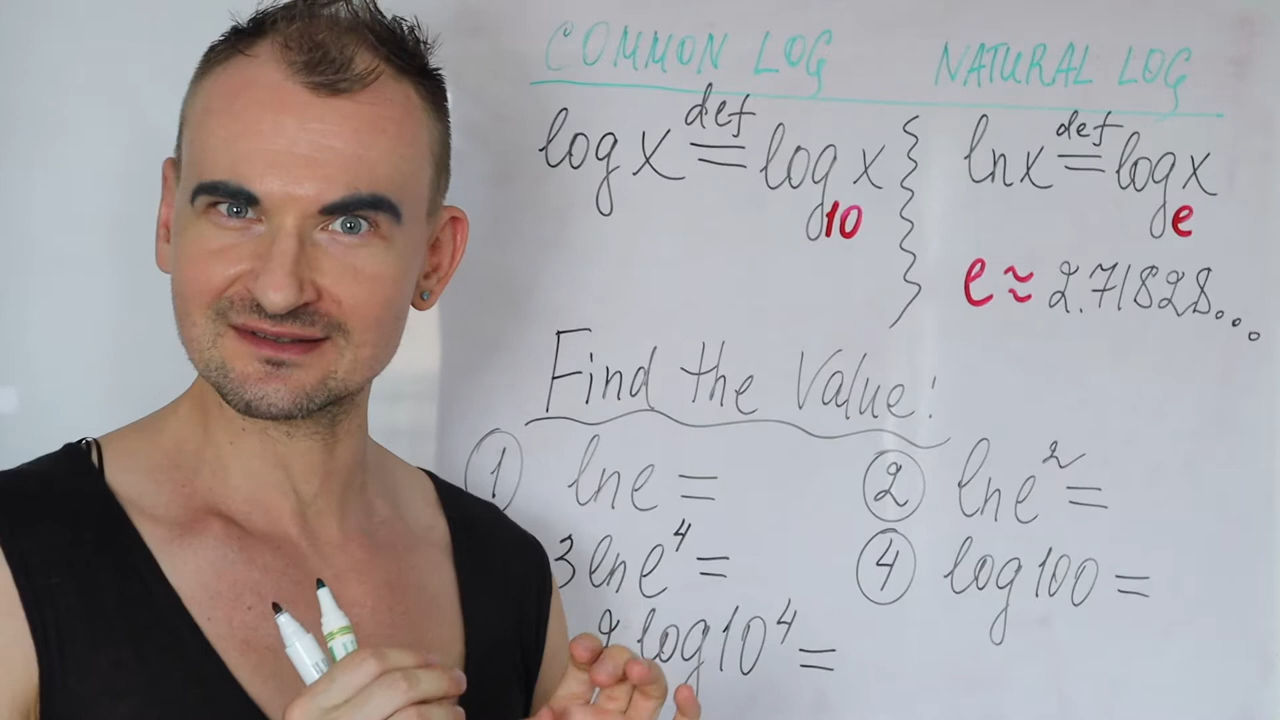 COMMON LOG NATURAL LOG
log x def= log10 x ln x def= loge x
e ≈ 2.71828...
Find the Value:
① ln e = ② ln e² =
3 ln e⁴ = ④ log 100 =
log 10⁴ =